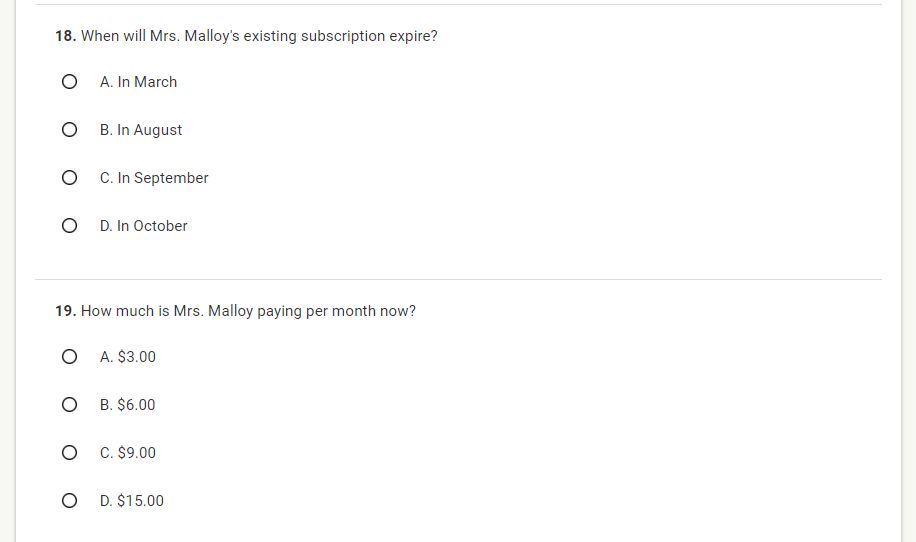 18. When will Mrs. Malloy's existing subscription expire?
A. In March
B. In August
C. In September
D. In October
19. How much is Mrs. Malloy paying per month now?
A. $3.00
B. $6.00
C. $9.00
D. $15.00